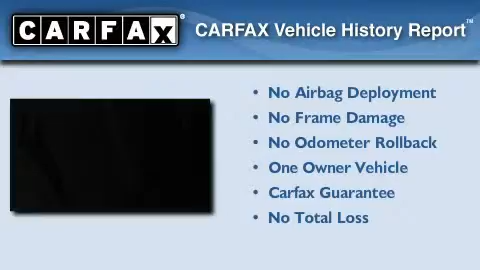 CARFAX® CARFAX Vehicle History Report™
• No Airbag Deployment
• No Frame Damage
• No Odometer Rollback
• One Owner Vehicle
• Carfax Guarantee
• No Total Loss